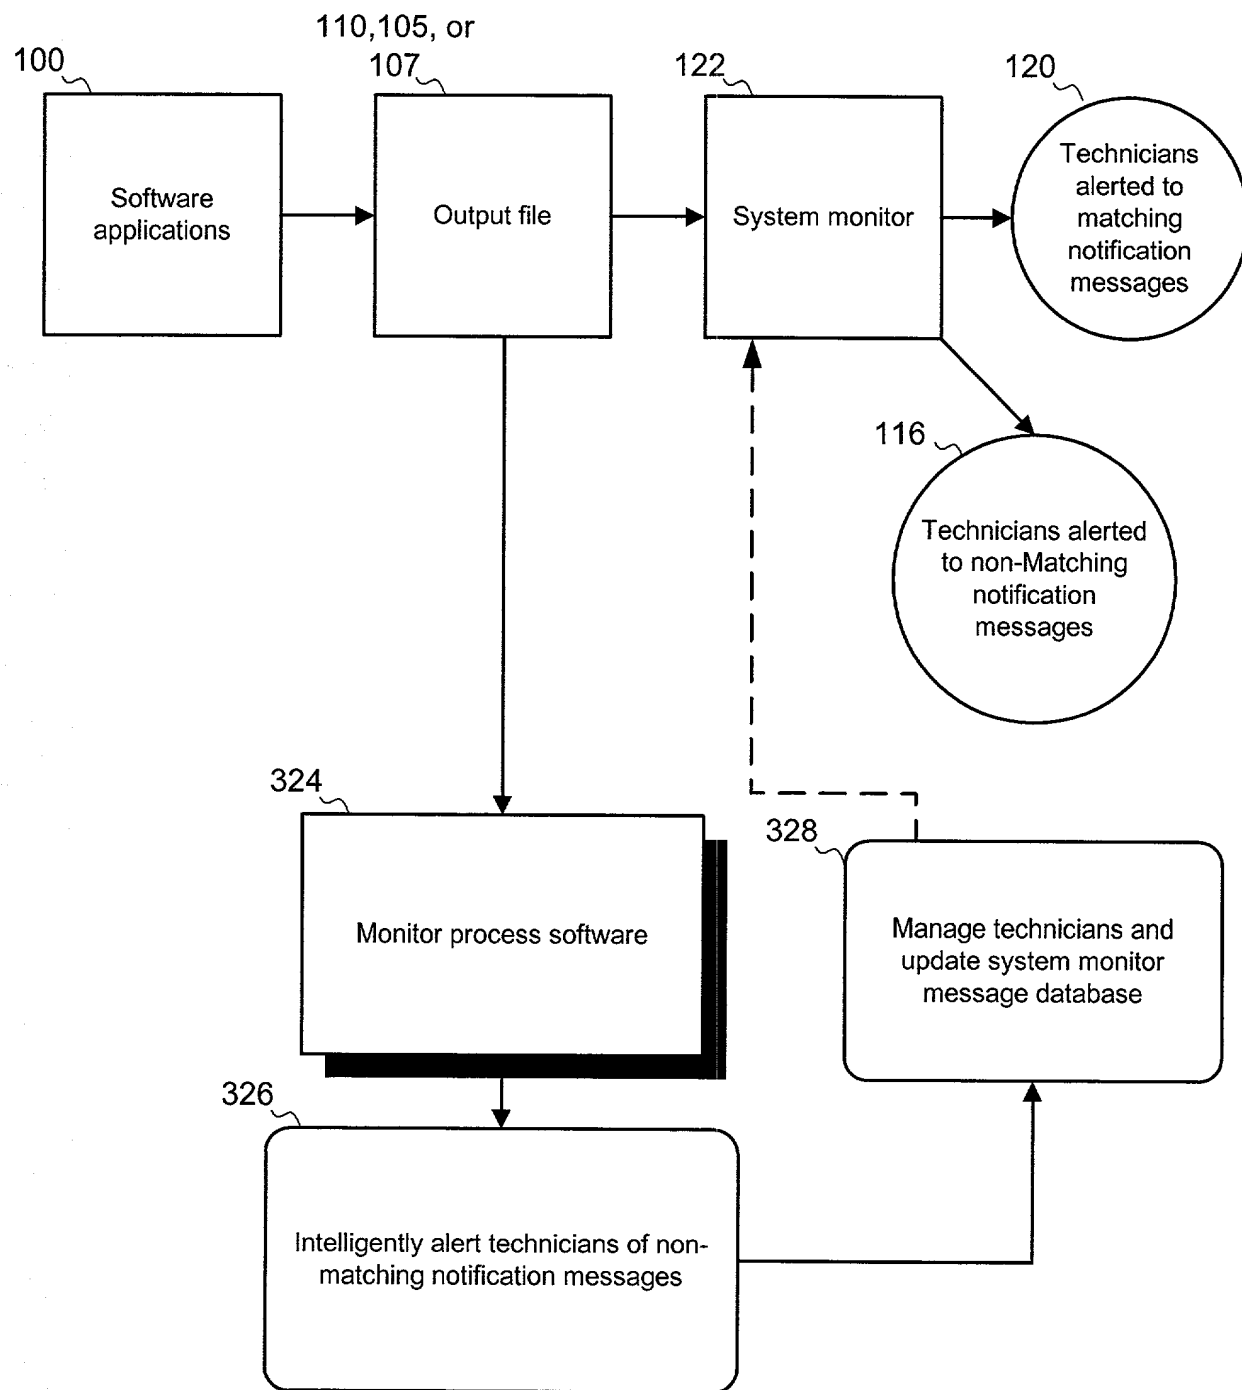 110,105, or
100
107
122
120
Software
applications
Output file
System monitor
Technicians
alerted to
matching
notification
messages
116
Technicians alerted
to non-Matching
notification
messages
324
Monitor process software
328
Manage technicians and
update system monitor
message database
326
Intelligently alert technicians of non-
matching notification messages